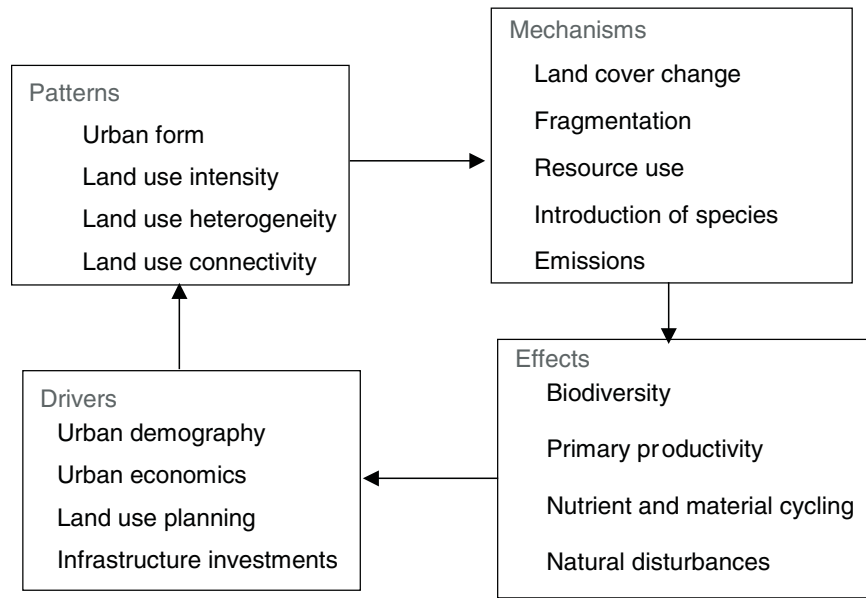 Patterns
Urban form
Land use intensity
Land use heterogeneity
Land use connectivity
Mechanisms
Land cover change
Fragmentation
Resource use
Introduction of species
Emissions
Effects
Biodiversity
Primary productivity
Nutrient and material cycling
Natural disturbances
Drivers
Urban demography
Urban economics
Land use planning
Infrastructure investments